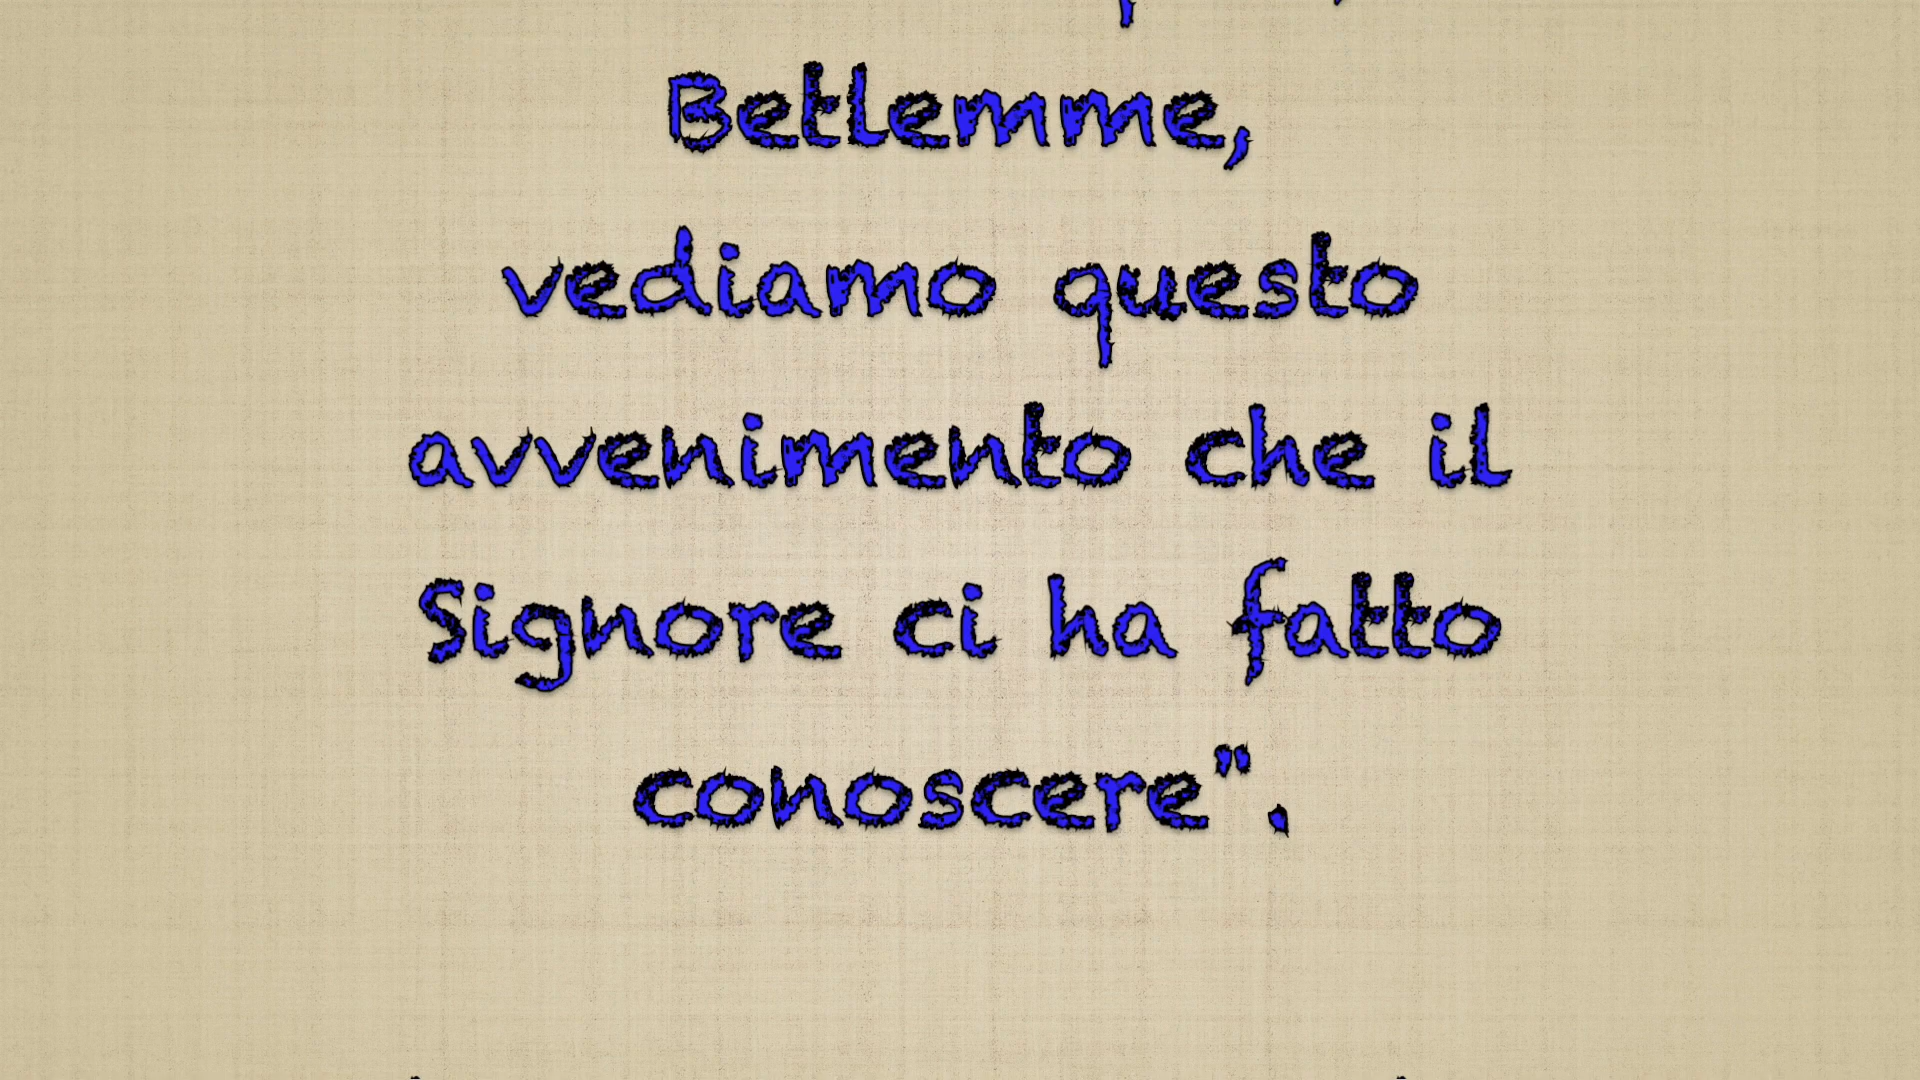 Betlemme,
vediamo questo
avvenimento che il
Signore ci ha fatto
conoscere".